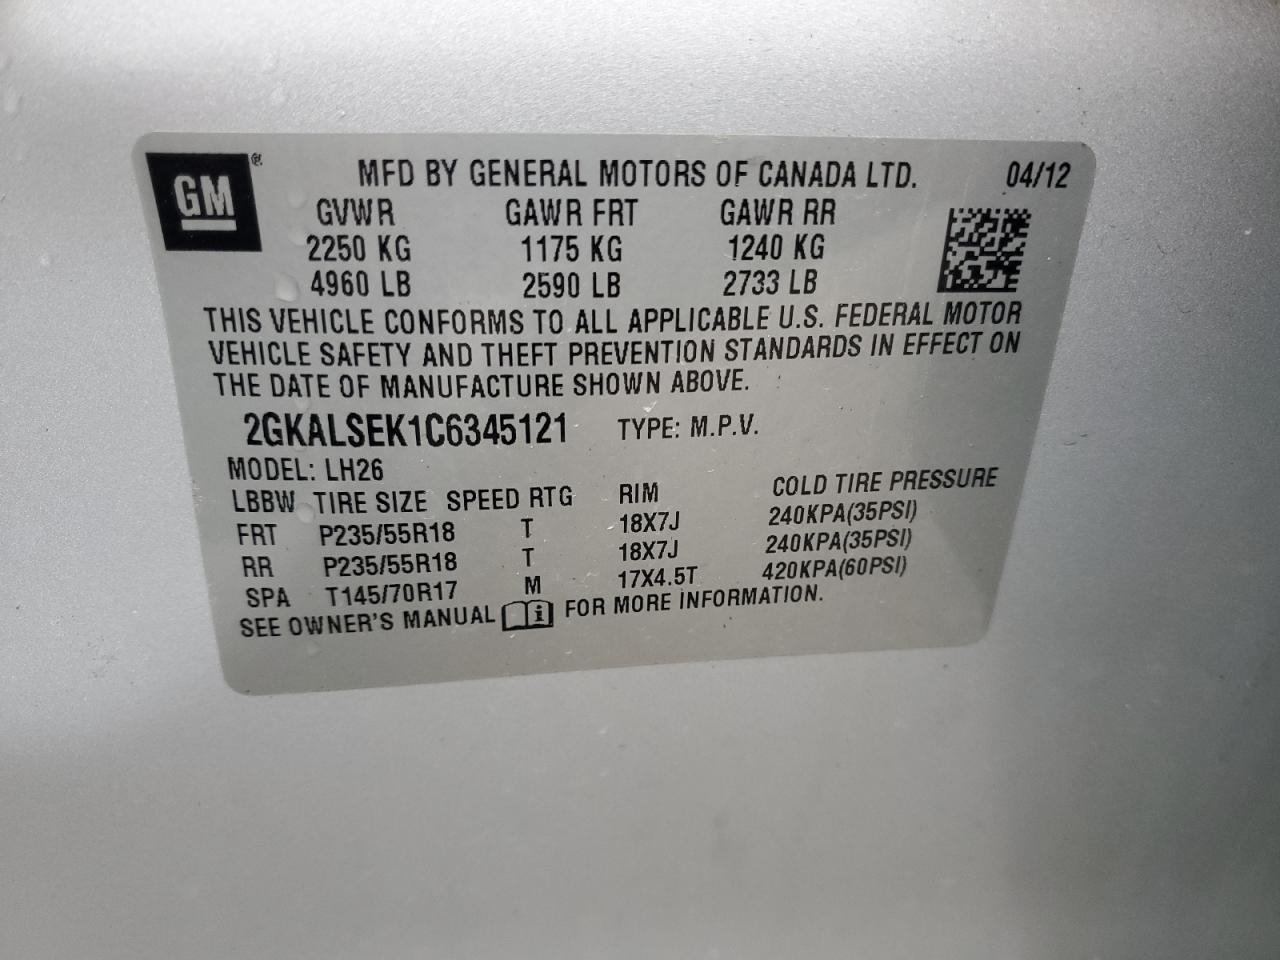 GM ® MFD BY GENERAL MOTORS OF CANADA LTD. 04/12
GVWR GAWR FRT GAWR RR
2250 KG 1175 KG 1240 KG
4960 LB 2590 LB 2733 LB
THIS VEHICLE CONFORMS TO ALL APPLICABLE U.S. FEDERAL MOTOR
VEHICLE SAFETY AND THEFT PREVENTION STANDARDS IN EFFECT ON
THE DATE OF MANUFACTURE SHOWN ABOVE.
2GKALSEK1C6345121 TYPE: M.P.V.
MODEL: LH26
LBBW TIRE SIZE SPEED RTG RIM COLD TIRE PRESSURE
FRT P235/55R18 T 18X7J 240KPA(35PSI)
RR P235/55R18 T 18X7J 240KPA(35PSI)
SPA T145/70R17 M 17X4.5T 420KPA(60PSI)
SEE OWNER'S MANUAL i FOR MORE INFORMATION.